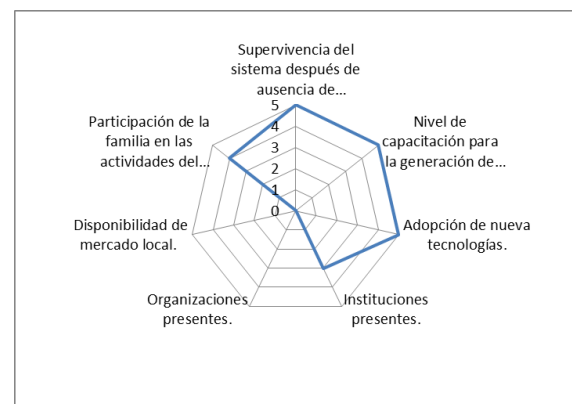 Supervivencia del
sistema después de
ausencia de...
5
4
3
2
1
0
Nivel de
capacitación para
la generación de...
Adopción de nueva
tecnologías.
Instituciones
presentes.
Organizaciones
presentes.
Disponibilidad de
mercado local.
Participación de la
familia en las
actividades del...